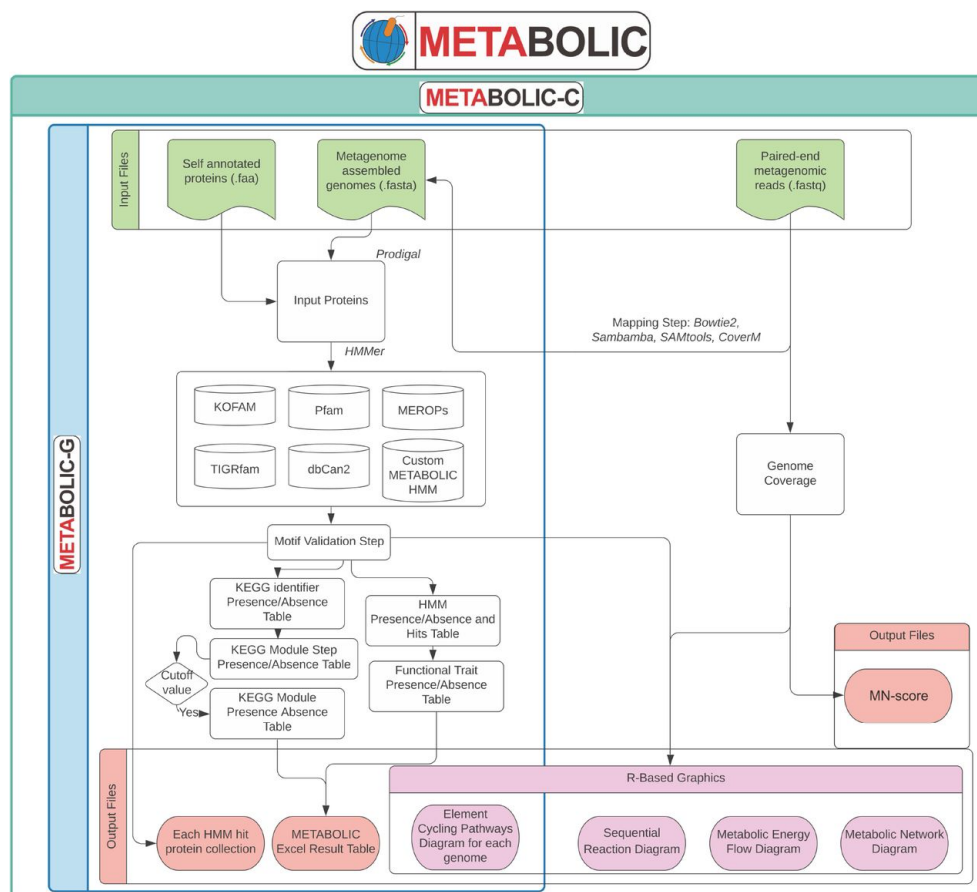 METABOLIC
METABOLIC-C
Input Files
Self annotated
proteins (.faa)
Metagenome
assembled
genomes (.fasta)
Paired-end
metagenomic
reads (.fastq)
Prodigal
Input Proteins
Mapping Step: Bowtie2,
Sambamba, SAMtools, CoverM
HMMer
KOFAM
Pfam
MEROPs
TIGRfam
dbCan2
Custom
METABOLIC
HMM
Genome
Coverage
METABOLIC-G
Motif Validation Step
KEGG identifier
Presence/Absence
Table
HMM
Presence/Absence and
Hits Table
KEGG Module Step
Presence/Absence Table
Cutoff
value
Yes
KEGG Module
Presence Absence
Table
Functional Trait
Presence/Absence
Table
Output Files
MN-score
Output Files
R-Based Graphics
Each HMM hit
protein collection
METABOLIC
Excel Result Table
Element
Cycling Pathways
Diagram for each
genome
Sequential
Reaction Diagram
Metabolic Energy
Flow Diagram
Metabolic Network
Diagram